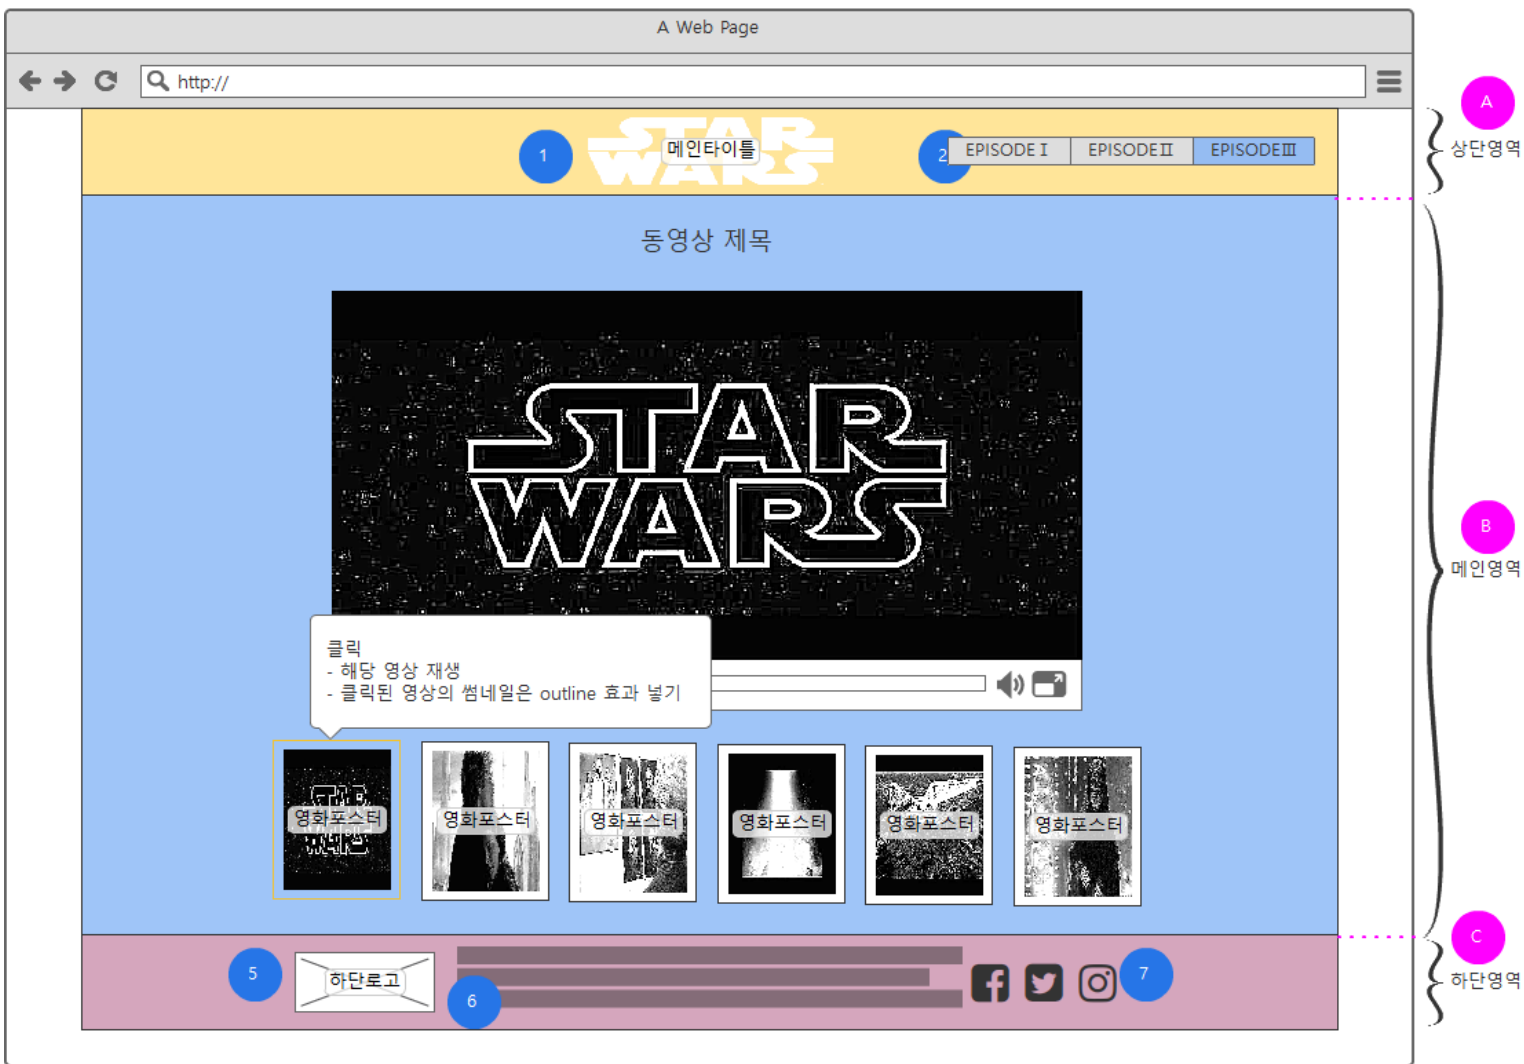 A Web Page
http://
A
상단영역
1
STAR
WARS
메인타이틀
2
EPISODE Ⅰ
EPISODEⅡ
EPISODEⅢ
동영상 제목
STAR
WARS
B
메인영역
클릭
- 해당 영상 재생
- 클릭된 영상의 썸네일은 outline 효과 넣기
STAR
WARS
영화포스터
영화포스터
영화포스터
영화포스터
영화포스터
영화포스터
5
하단로고
6
7
C
하단영역